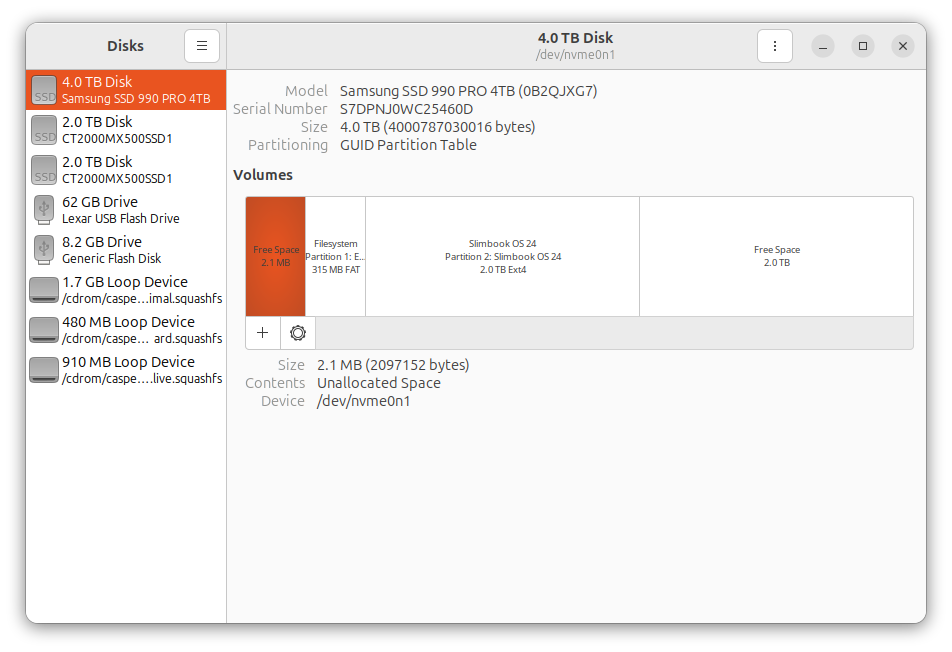 Disks
4.0 TB Disk
/dev/nvme0n1
4.0 TB Disk
Samsung SSD 990 PRO 4TB
2.0 TB Disk
CT2000MX500SSD1
2.0 TB Disk
CT2000MX500SSD1
62 GB Drive
Lexar USB Flash Drive
8.2 GB Drive
Generic Flash Disk
1.7 GB Loop Device
/cdrom/caspe…imal.squashfs
480 MB Loop Device
/cdrom/caspe… ard.squashfs
910 MB Loop Device
/cdrom/caspe…live.squashfs
SSD
SSD
SSD
Model Samsung SSD 990 PRO 4TB (0B2QJXG7)
Serial Number S7DPNJ0WC25460D
Size 4.0 TB (4000787030016 bytes)
Partitioning GUID Partition Table
Volumes
Free Space
2.1 MB
Filesystem
Partition 1: E…
315 MB FAT
Slimbook OS 24
Partition 2: Slimbook OS 24
2.0 TB Ext4
Free Space
2.0 TB
Size 2.1 MB (2097152 bytes)
Contents Unallocated Space
Device /dev/nvme0n1